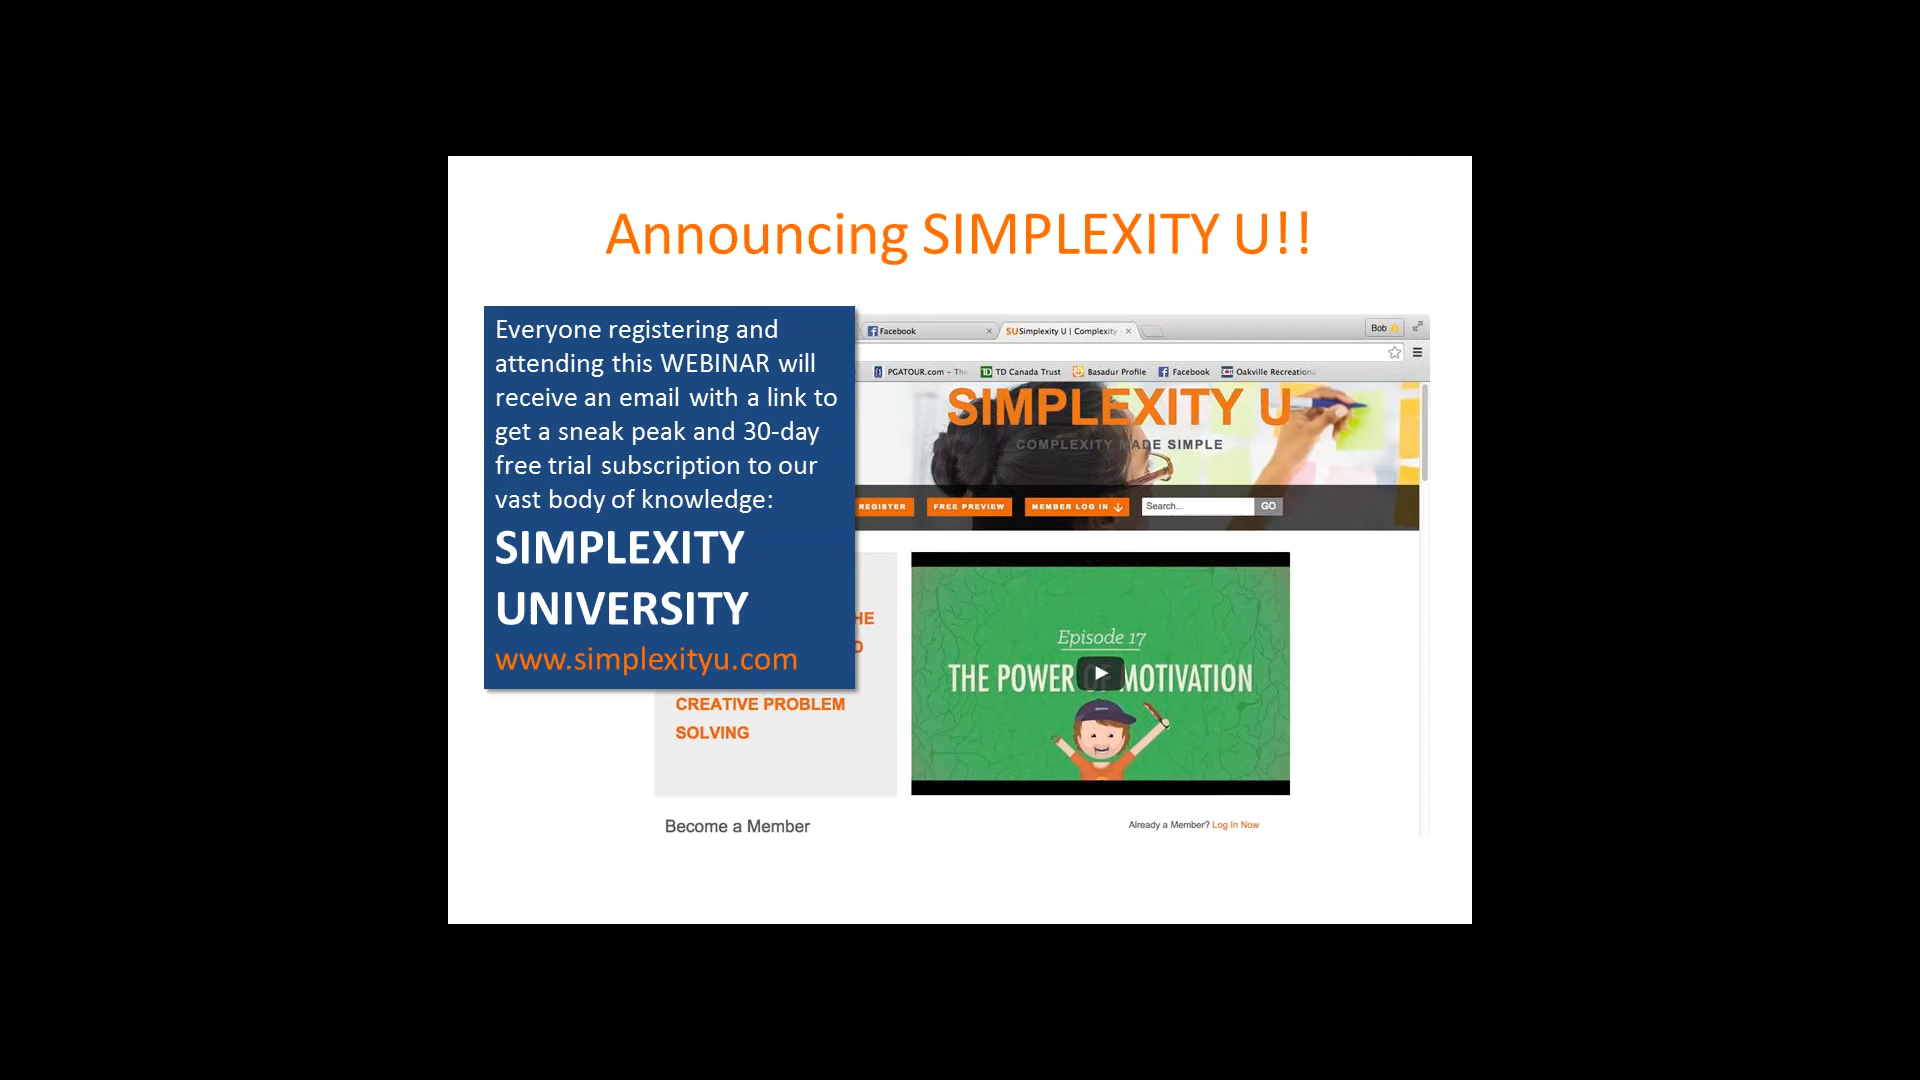 Announcing SIMPLEXITY U!!
Everyone registering and
attending this WEBINAR will
receive an email with a link to
get a sneak peak and 30-day
free trial subscription to our
vast body of knowledge:
SIMPLEXITY
UNIVERSITY
www.simplexityu.com
Facebook
SU Simplexity U | Complexity
Bob
PGATOUR.com - The
TD Canada Trust
Basadur Profile
Facebook
Oakville Recreation
SIMPLEXITY U
COMPLEXITY MADE SIMPLE
REGISTER
FREE PREVIEW
MEMBER LOG IN
Search...
GO
HE
CREATIVE PROBLEM
SOLVING
Episode 17
THE POWER OF MOTIVATION
Become a Member
Already a Member? Log In Now